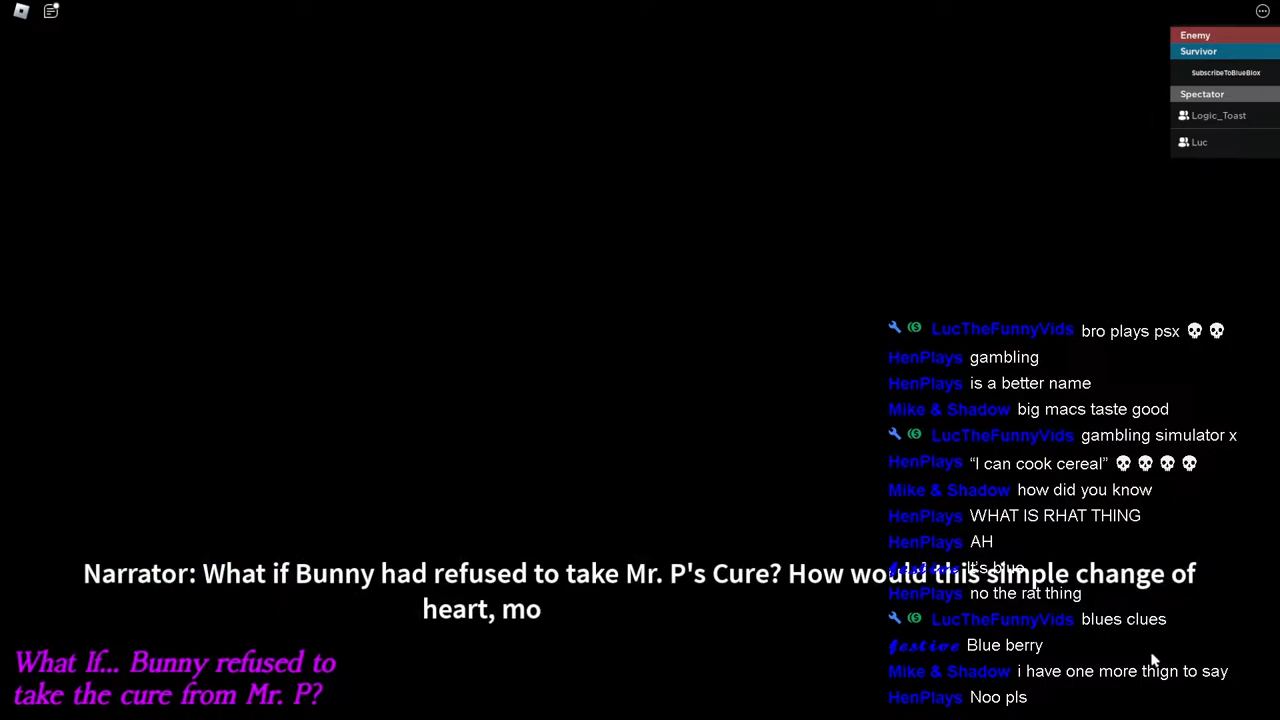 Enemy
Survivor
SubscribeToBlueBlox
Spectator
Logic_Toast
Luc
LucTheFunnyVids bro plays psx 💀 💀
HenPlays gambling
HenPlays is a better name
Mike & Shadow big macs taste good
LucTheFunnyVids gambling simulator x
HenPlays “I can cook cereal” 💀 💀 💀 💀
Mike & Shadow how did you know
HenPlays WHAT IS RHAT THING
HenPlays AH
festive It's blue
Narrator: What if Bunny had refused to take Mr. P's Cure? How would this simple change of
heart, mo
HenPlays no the rat thing
LucTheFunnyVids blues clues
festive Blue berry
Mike & Shadow i have one more thign to say
HenPlays Noo pls
What If... Bunny refused to
take the cure from Mr. P?